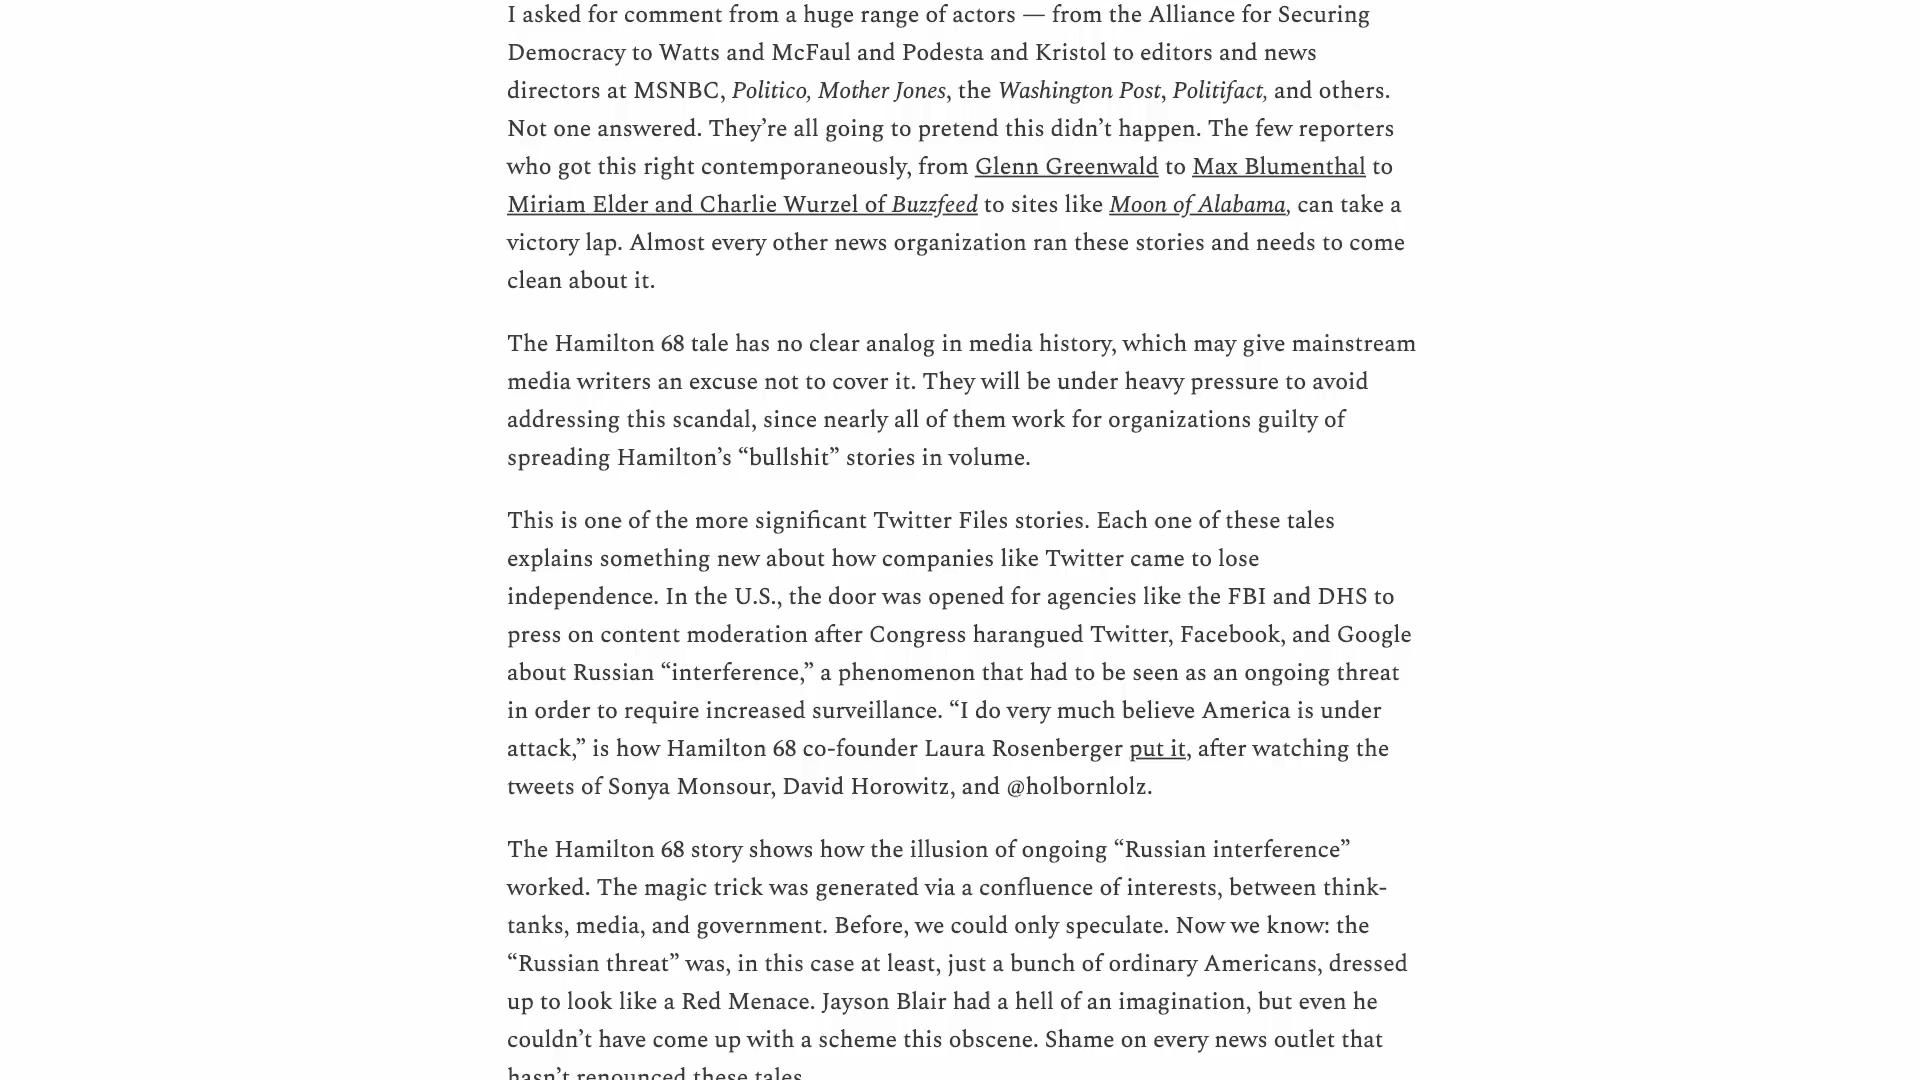 I asked for comment from a huge range of actors — from the Alliance for Securing
Democracy to Watts and McFaul and Podesta and Kristol to editors and news
directors at MSNBC, Politico, Mother Jones, the Washington Post, Politifact, and others.
Not one answered. They’re all going to pretend this didn’t happen. The few reporters
who got this right contemporaneously, from Glenn Greenwald to Max Blumenthal to
Miriam Elder and Charlie Wurzel of Buzzfeed to sites like Moon of Alabama, can take a
victory lap. Almost every other news organization ran these stories and needs to come
clean about it.
The Hamilton 68 tale has no clear analog in media history, which may give mainstream
media writers an excuse not to cover it. They will be under heavy pressure to avoid
addressing this scandal, since nearly all of them work for organizations guilty of
spreading Hamilton’s “bullshit” stories in volume.
This is one of the more significant Twitter Files stories. Each one of these tales
explains something new about how companies like Twitter came to lose
independence. In the U.S., the door was opened for agencies like the FBI and DHS to
press on content moderation after Congress harangued Twitter, Facebook, and Google
about Russian “interference,” a phenomenon that had to be seen as an ongoing threat
in order to require increased surveillance. “I do very much believe America is under
attack,” is how Hamilton 68 co-founder Laura Rosenberger put it, after watching the
tweets of Sonya Monsour, David Horowitz, and @holbornlolz.
The Hamilton 68 story shows how the illusion of ongoing “Russian interference”
worked. The magic trick was generated via a confluence of interests, between think-
tanks, media, and government. Before, we could only speculate. Now we know: the
“Russian threat” was, in this case at least, just a bunch of ordinary Americans, dressed
up to look like a Red Menace. Jayson Blair had a hell of an imagination, but even he
couldn’t have come up with a scheme this obscene. Shame on every news outlet that
hasn’t renounced these tales.